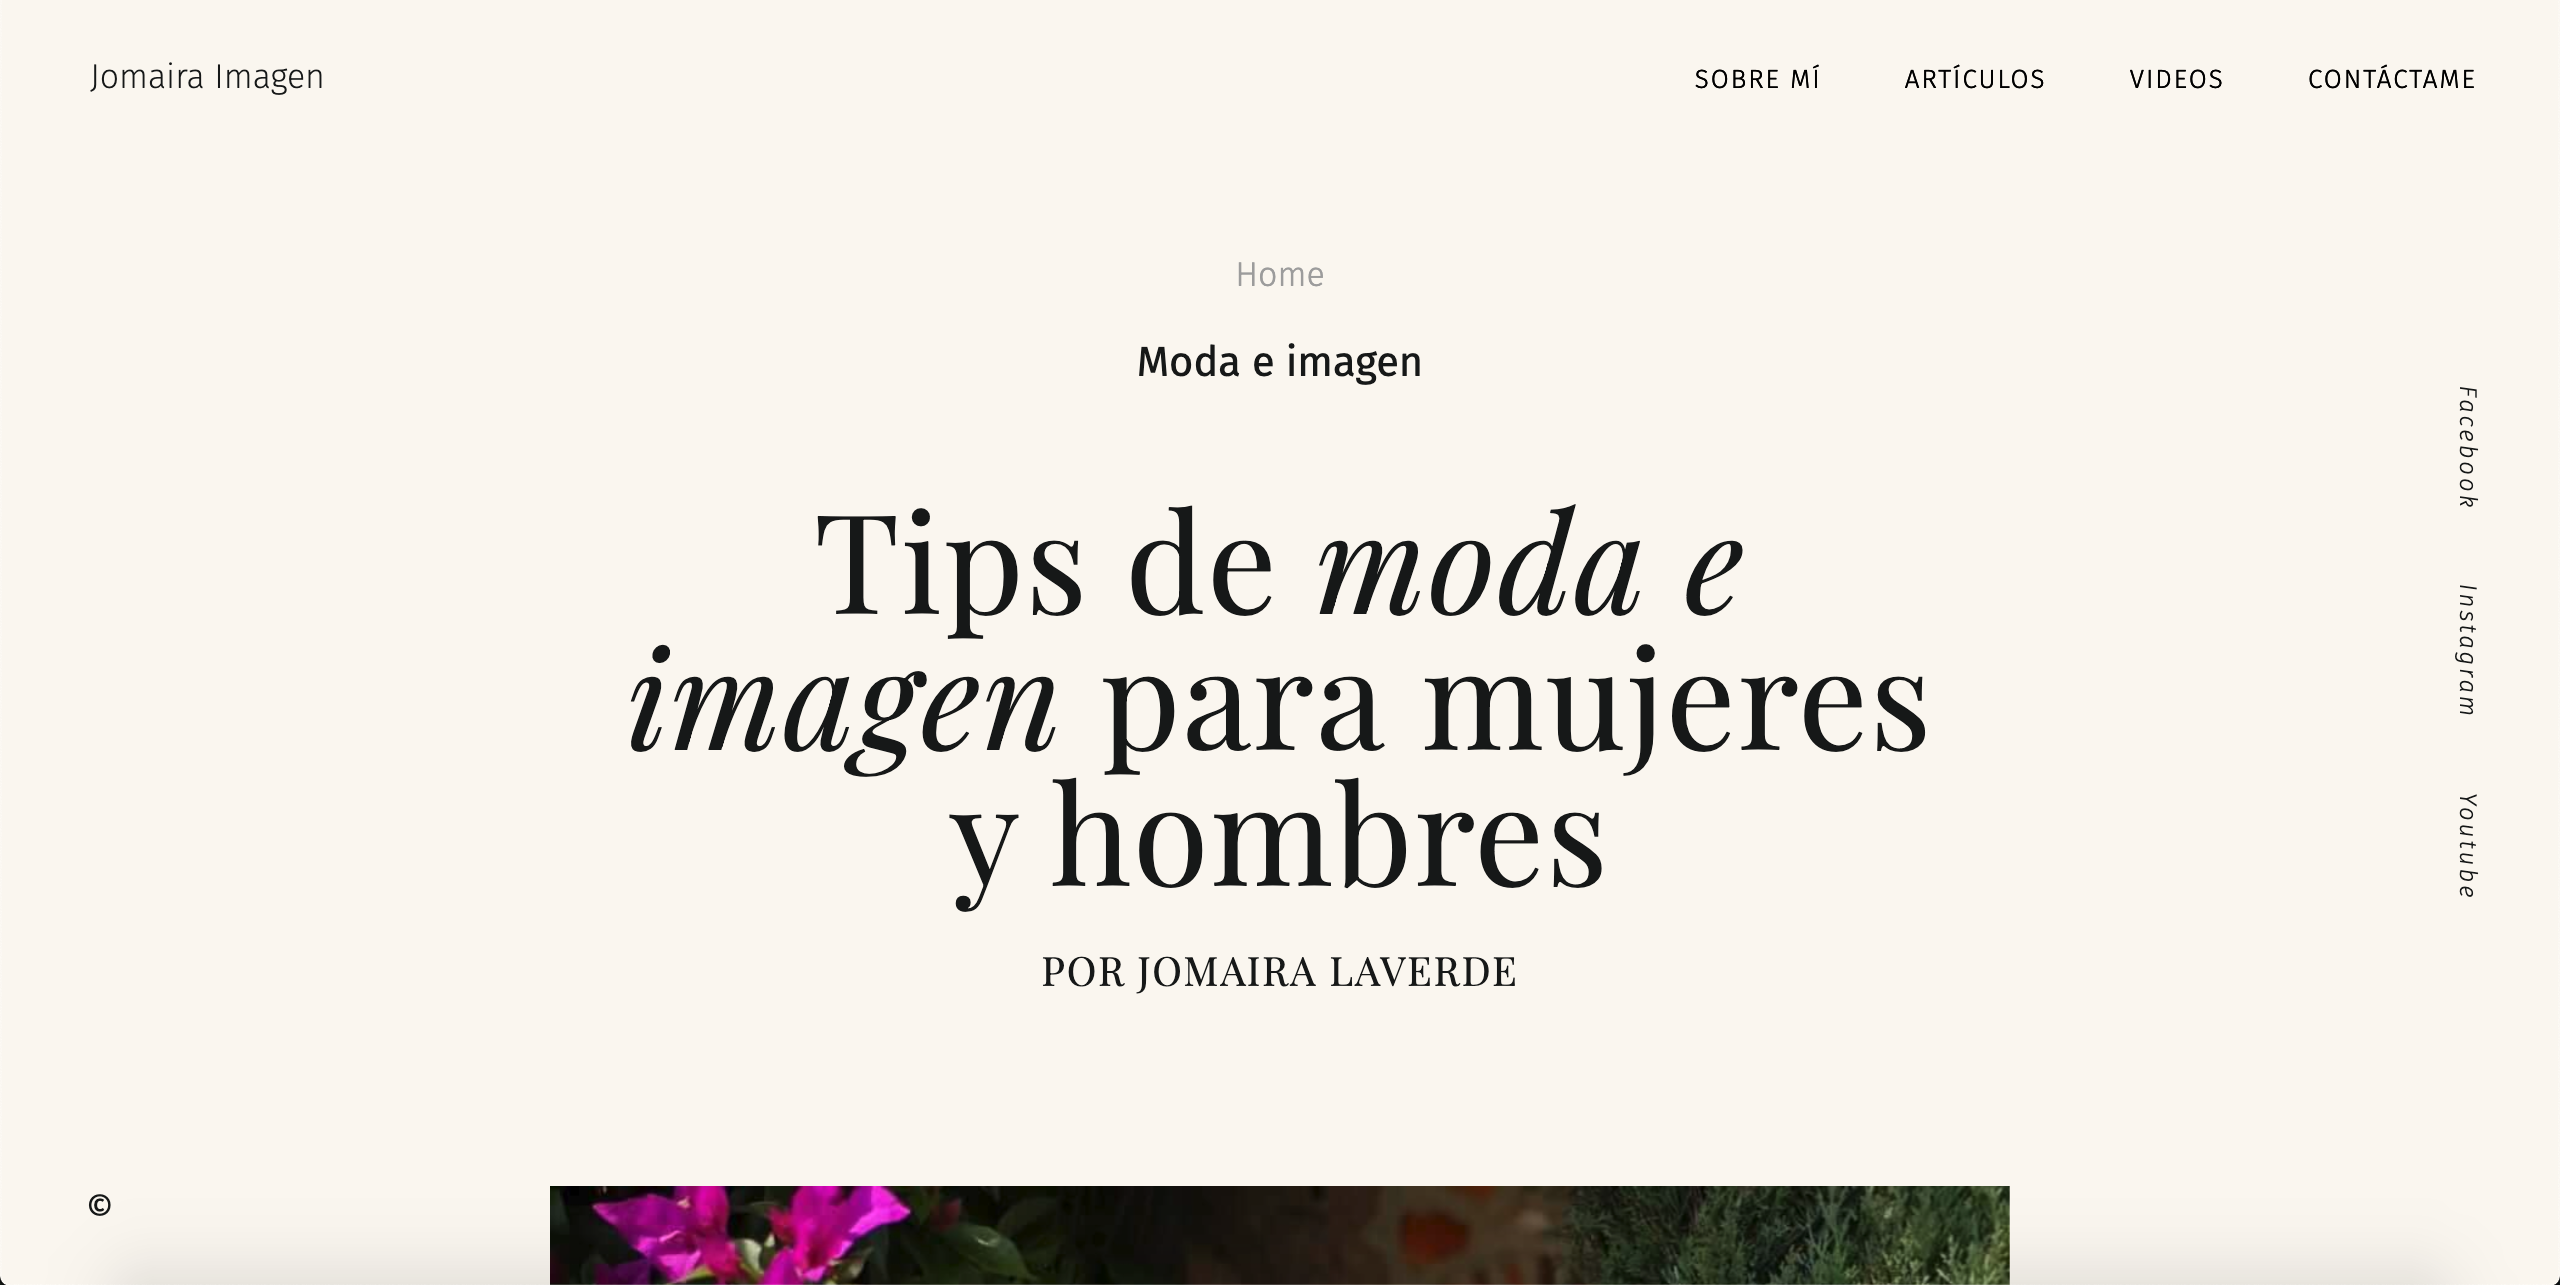 Jomaira Imagen
SOBRE MÍ
ARTÍCULOS
VIDEOS
CONTÁCTAME
Home
Moda e imagen
Tips de moda e
imagen para mujeres
y hombres
POR JOMAIRA LAVERDE
Facebook
Instagram
Youtube
©